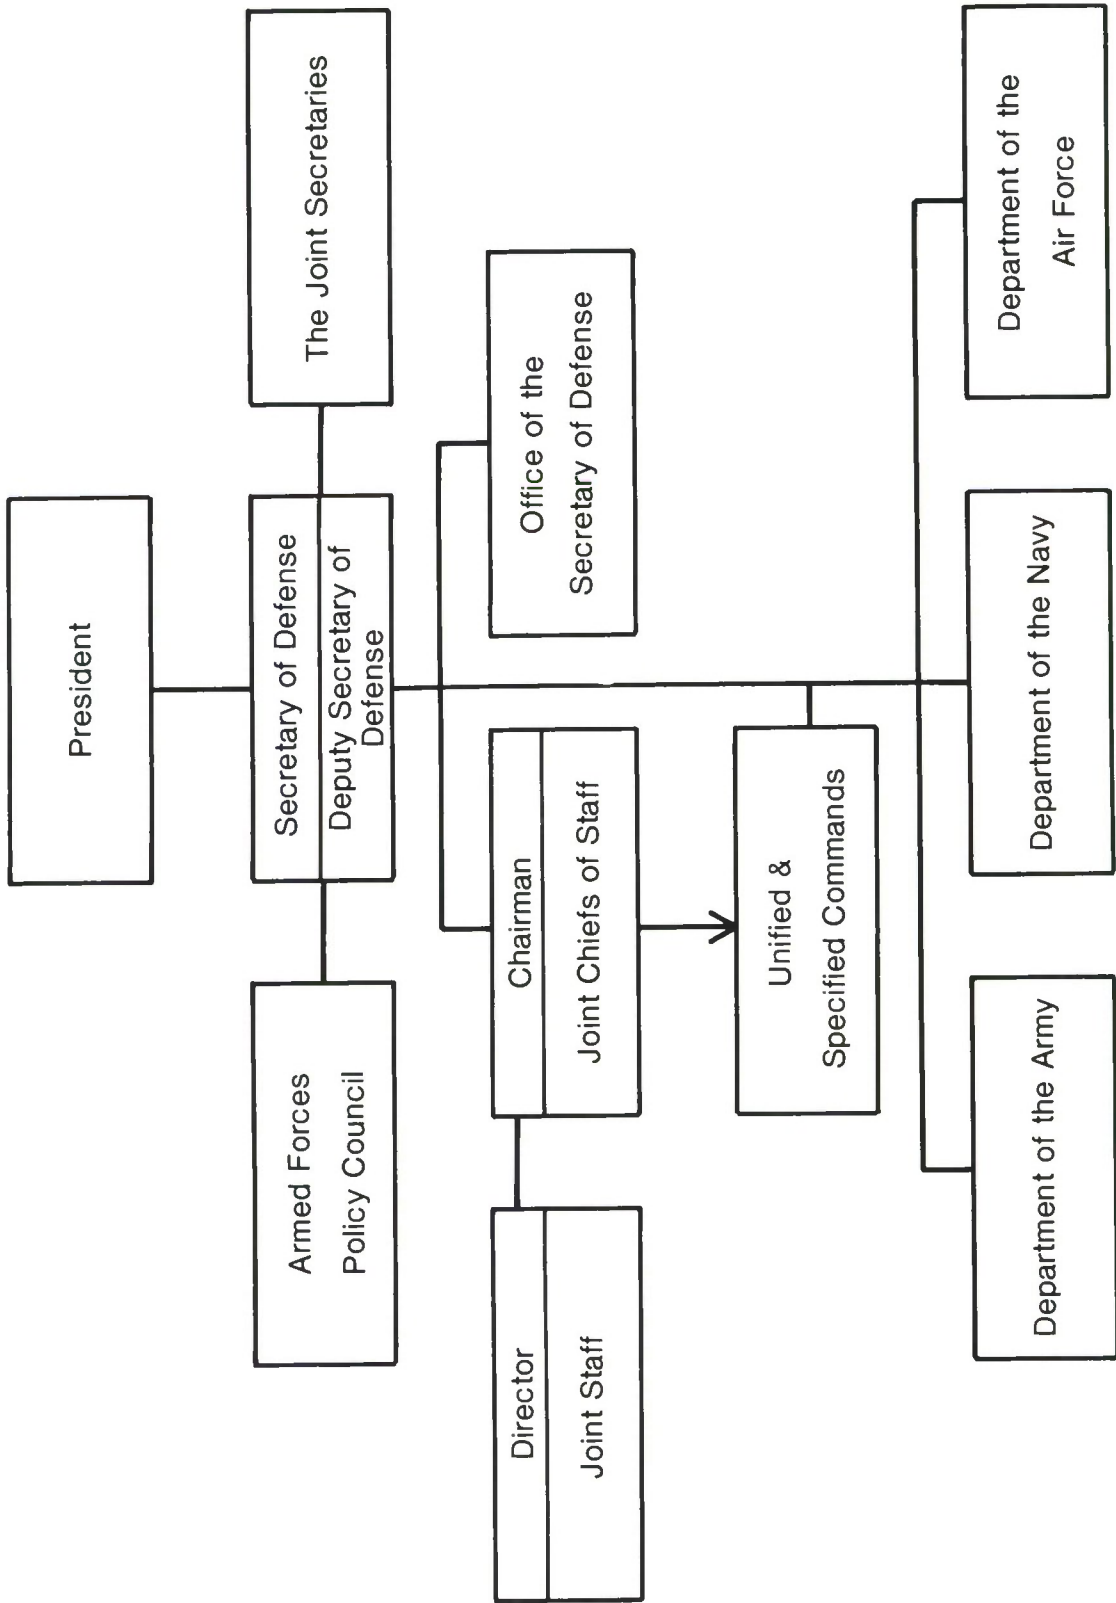 President
Armed Forces
Policy Council
Secretary of Defense
Deputy Secretary of
Defense
The Joint Secretaries
Director
Joint Staff
Chairman
Joint Chiefs of Staff
Office of the
Secretary of Defense
Unified &
Specified Commands
Department of the Army
Department of the Navy
Department of the
Air Force